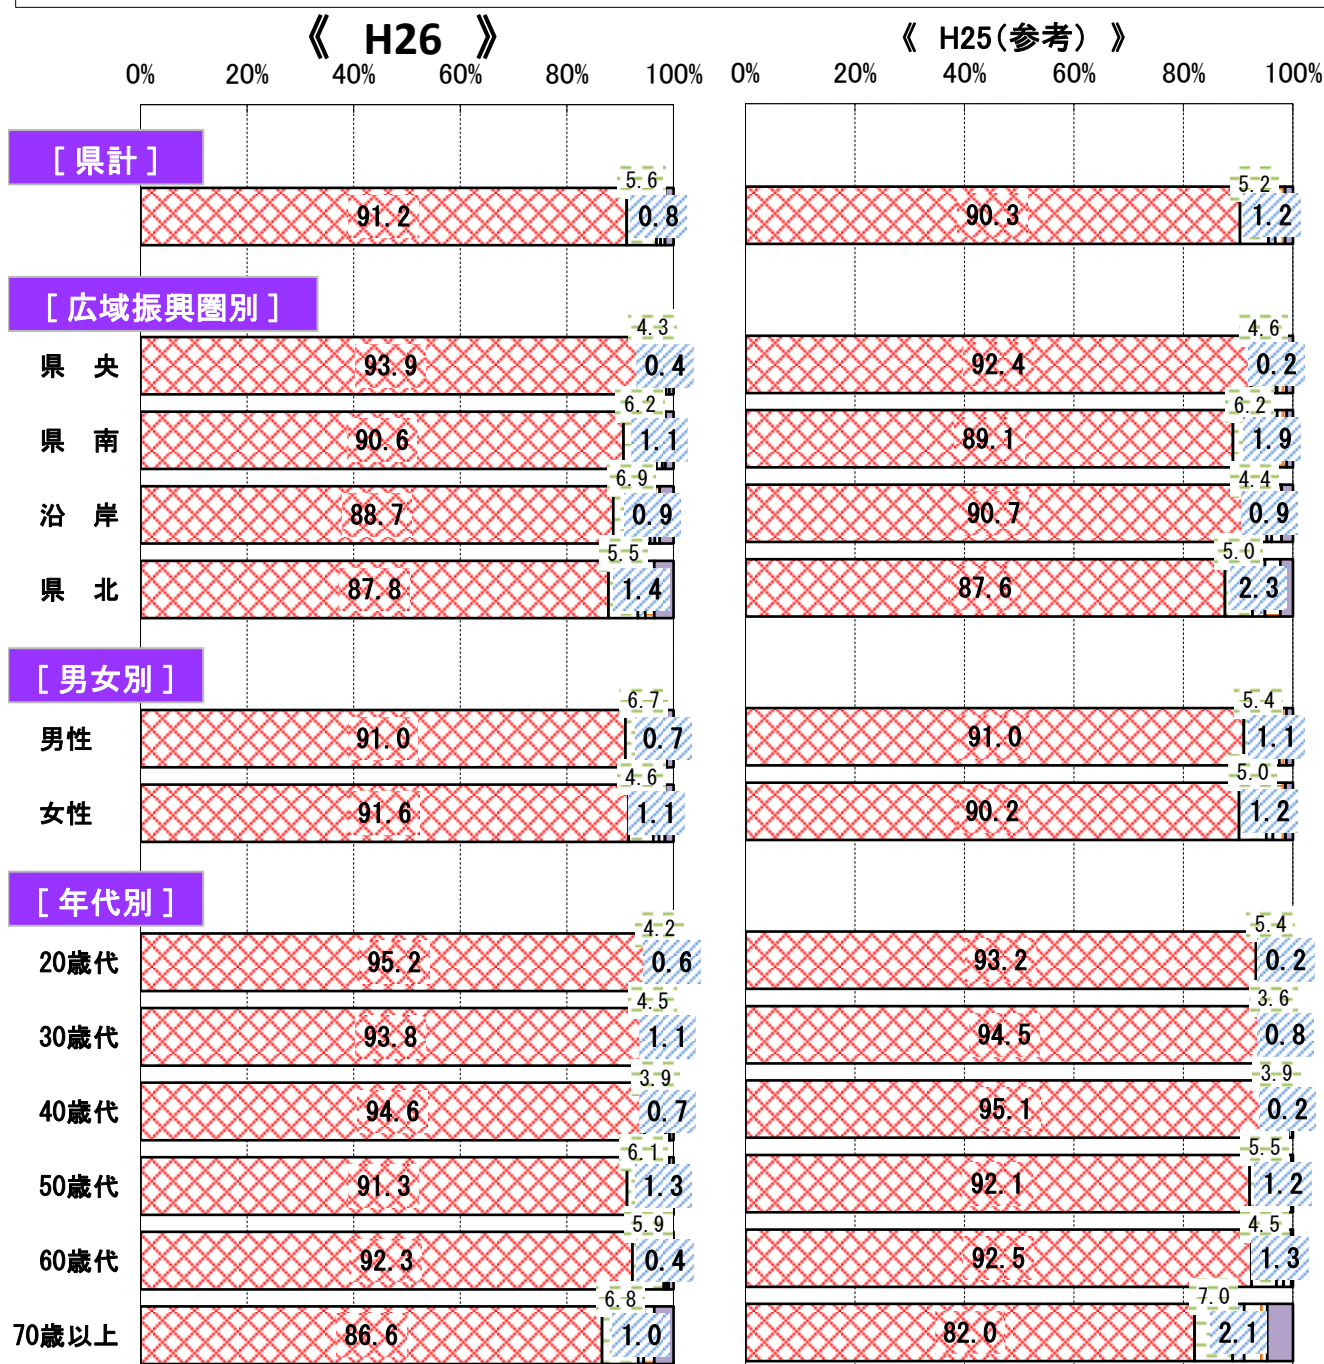 《 H26 》 《 H25(参考) 》
0% 20% 40% 60% 80% 100% 0% 20% 40% 60% 80% 100%
[ 県計 ]
5.6 5.2
91.2 0.8 90.3 1.2
[ 広域振興圏別 ]
4.3 4.6
県 央 93.9 0.4 92.4 0.2
6.2 6.2
県 南 90.6 1.1 89.1 1.9
6.9 4.4
沿 岸 88.7 0.9 90.7 0.9
5.5 5.0
県 北 87.8 1.4 87.6 2.3
[ 男女別 ]
6.7 5.4
男性 91.0 0.7 91.0 1.1
4.6 5.0
女性 91.6 1.1 90.2 1.2
[ 年代別 ]
4.2 5.4
20歳代 95.2 0.6 93.2 0.2
4.5 3.6
30歳代 93.8 1.1 94.5 0.8
3.9 3.9
40歳代 94.6 0.7 95.1 0.2
6.1 5.5
50歳代 91.3 1.3 92.1 1.2
5.9 4.5
60歳代 92.3 0.4 92.5 1.3
6.8 7.0
70歳以上 86.6 1.0 82.0 2.1